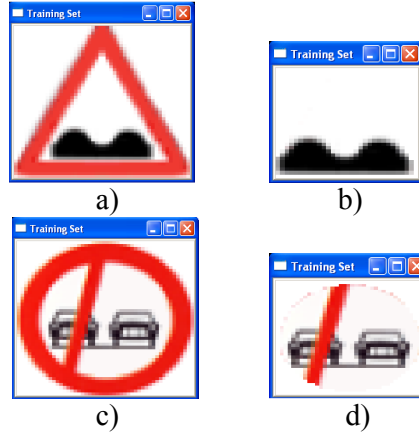 Training Set
Training Set
a)
b)
Training Set
Training Set
c)
d)